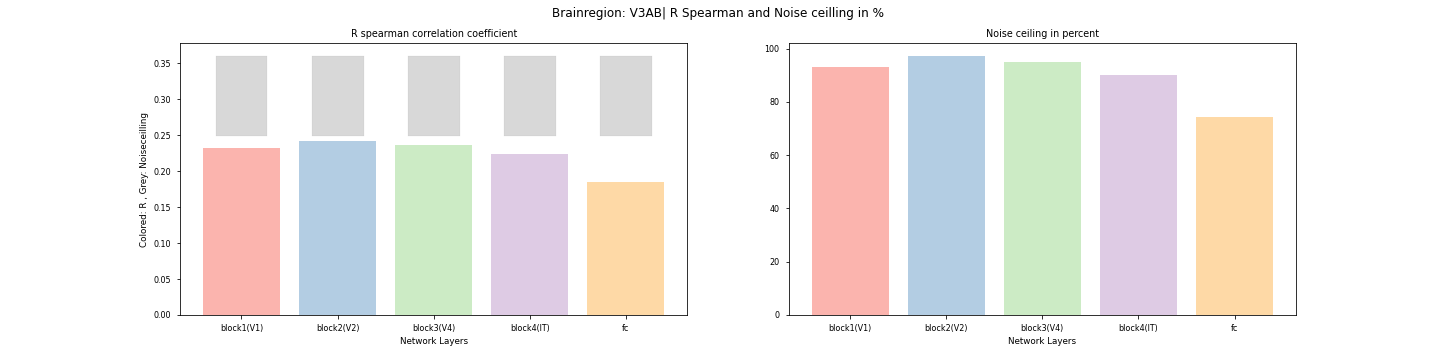 Brainregion: V3AB| R Spearman and Noise ceilling in %
R spearman correlation coefficient
Colored: R , Grey: Noiseceilling
0.35
0.30
0.25
0.20
0.15
0.10
0.05
0.00
block1(V1) block2(V2) block3(V4) block4(IT) fc
Network Layers
Noise ceiling in percent
100
80
60
40
20
0
block1(V1) block2(V2) block3(V4) block4(IT) fc
Network Layers